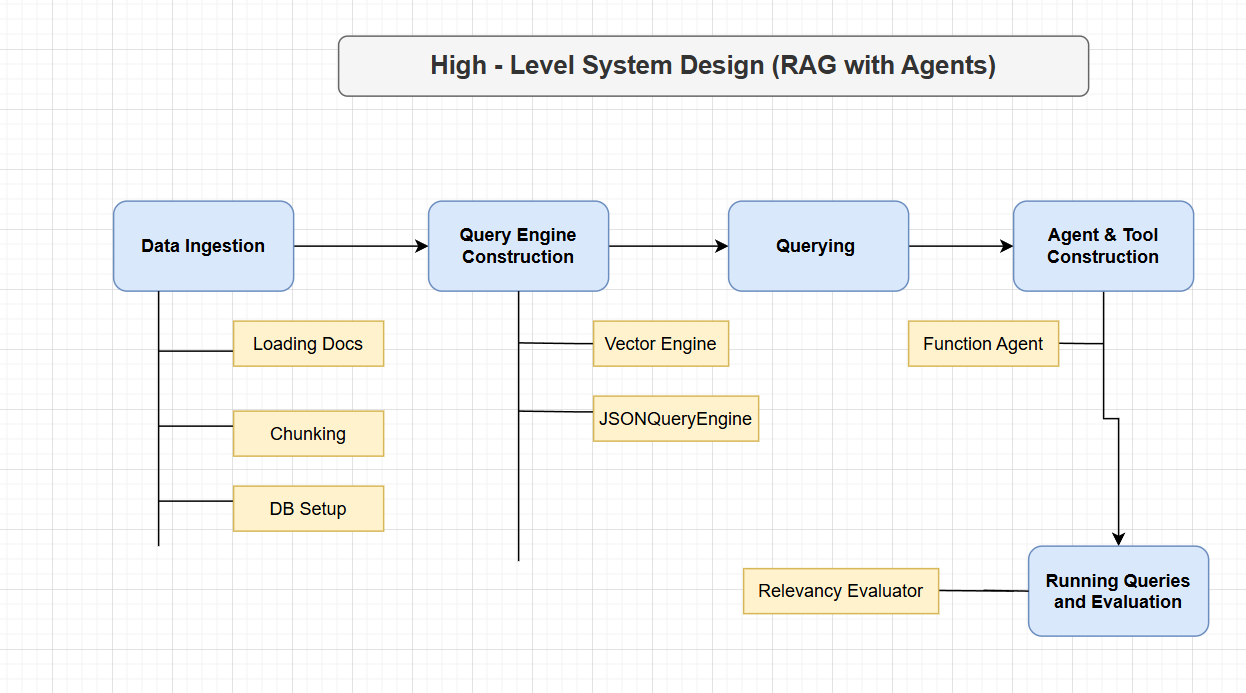 High - Level System Design (RAG with Agents)
Data Ingestion
Query Engine
Construction
Querying
Agent & Tool
Construction
Loading Docs
Vector Engine
Function Agent
Chunking
JSONQueryEngine
DB Setup
Relevancy Evaluator
Running Queries
and Evaluation